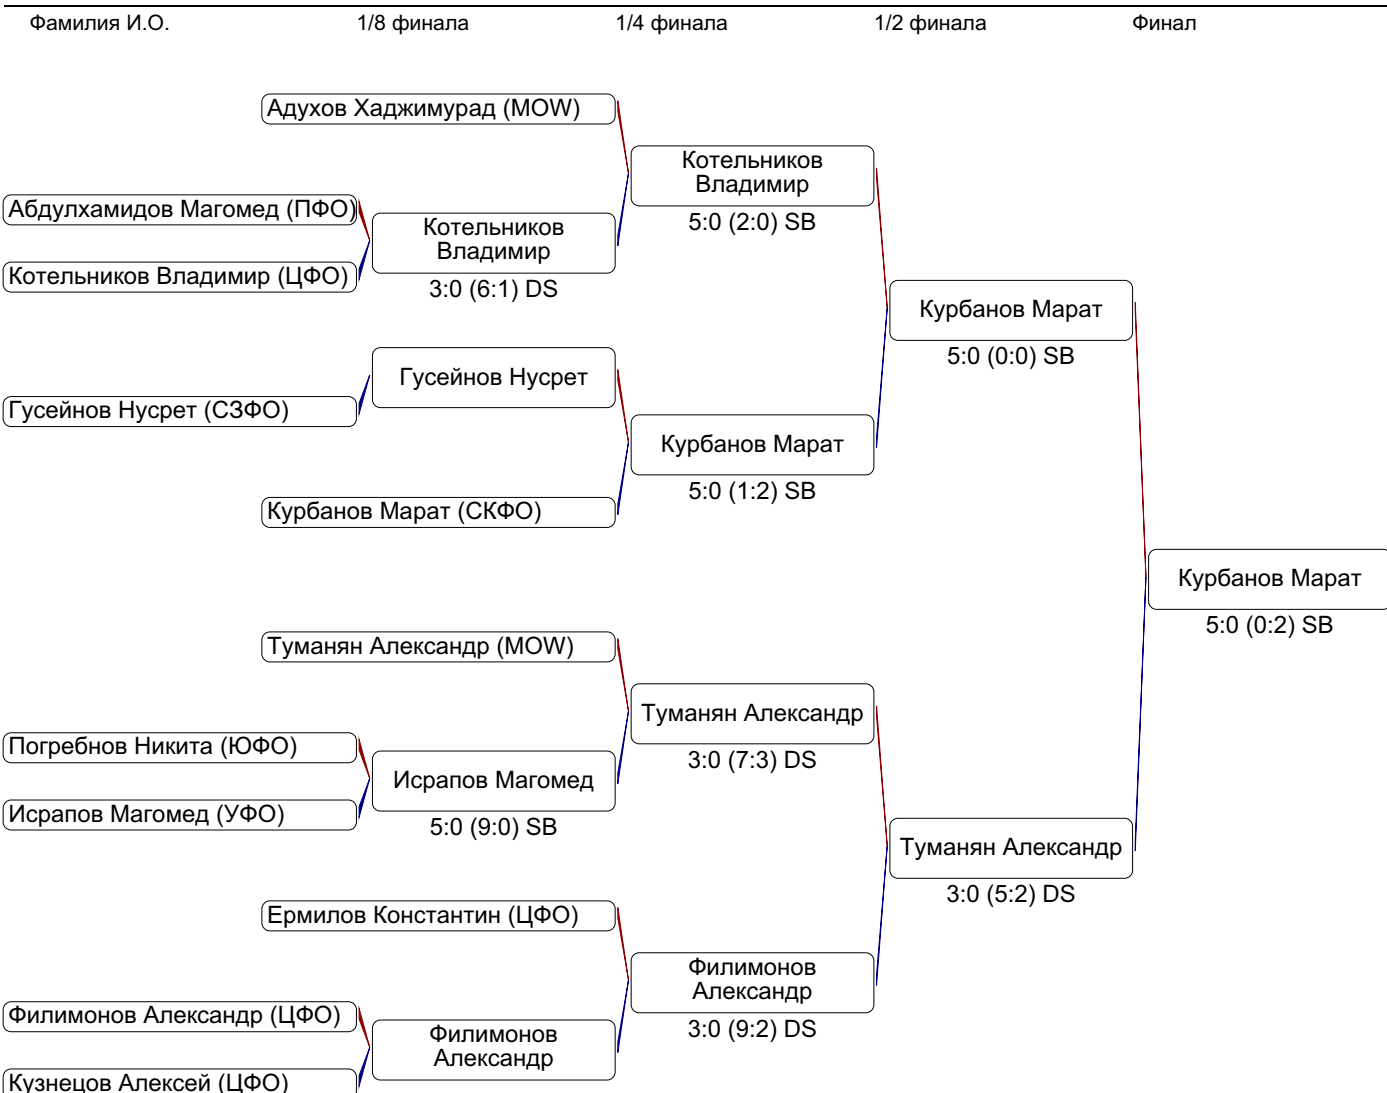 Фамилия И.О. 1/8 финала 1/4 финала 1/2 финала Финал
Адухов Хаджимурад (MOW)
Котельников
Владимир
5:0 (2:0) SB
Абдулхамидов Магомед (ПФО)
Котельников
Владимир
3:0 (6:1) DS
Котельников Владимир (ЦФО)
Курбанов Марат
5:0 (0:0) SB
Гусейнов Нусрет
Гусейнов Нусрет (СЗФО)
Курбанов Марат
5:0 (1:2) SB
Курбанов Марат (СКФО)
Курбанов Марат
5:0 (0:2) SB
Туманян Александр (MOW)
Туманян Александр
3:0 (7:3) DS
Погребнов Никита (ЮФО)
Исрапов Магомед
5:0 (9:0) SB
Исрапов Магомед (УФО)
Туманян Александр
3:0 (5:2) DS
Ермилов Константин (ЦФО)
Филимонов
Александр
3:0 (9:2) DS
Филимонов Александр (ЦФО)
Филимонов
Александр
Кузнецов Алексей (ЦФО)